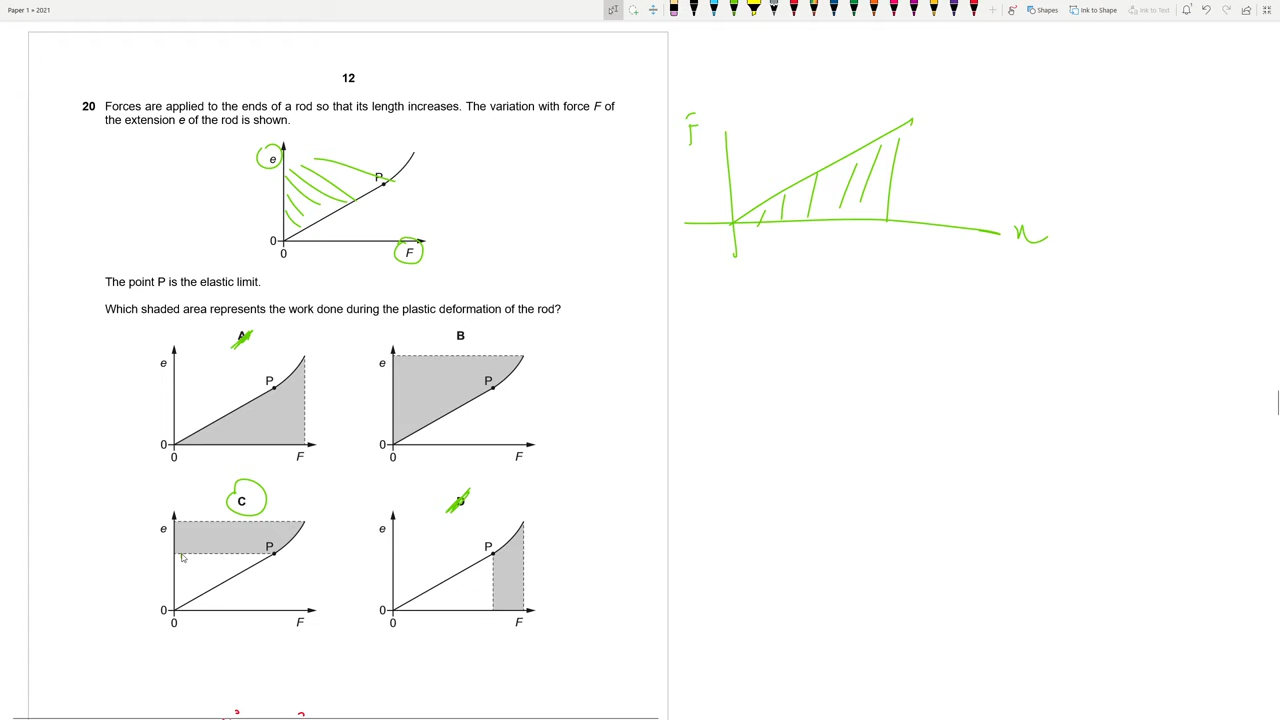 Paper 1 » 2021
Shapes
Ink to Shape
Ink to Text
12
20 Forces are applied to the ends of a rod so that its length increases. The variation with force F of
the extension e of the rod is shown.
F
e
P
0
0
F
x
The point P is the elastic limit.
Which shaded area represents the work done during the plastic deformation of the rod?
A
B
e
P
0
0
F
e
P
0
0
F
C
D
e
P
0
0
F
e
P
0
0
F